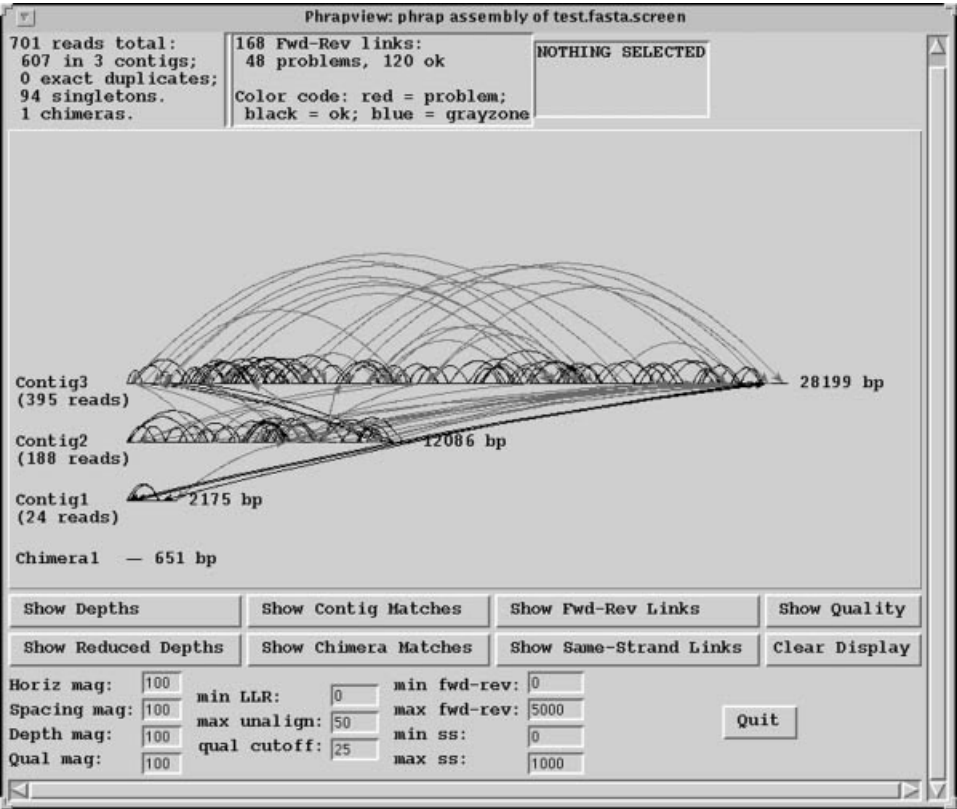 Phrapview: phrap assembly of test.fasta.screen
701 reads total:
607 in 3 contigs;
0 exact duplicates;
94 singletons.
1 chimeras.
168 Fwd-Rev links:
48 problems, 120 ok
Color code: red = problem;
black = ok; blue = grayzone
NOTHING SELECTED
Contig3
(395 reads)
28199 bp
Contig2
(188 reads)
12086 bp
Contig1
(24 reads)
2175 bp
Chimera1
651 bp
Show Depths
Show Contig Matches
Show Fwd-Rev Links
Show Quality
Show Reduced Depths
Show Chimera Matches
Show Same-Strand Links
Clear Display
Horiz mag: 100
Spacing mag: 100
Depth mag: 100
Qual mag: 100
min LLR: 0
max unalign: 50
qual cutoff: 25
min fwd-rev: 0
max fwd-rev: 5000
min ss: 0
max ss: 1000
Quit